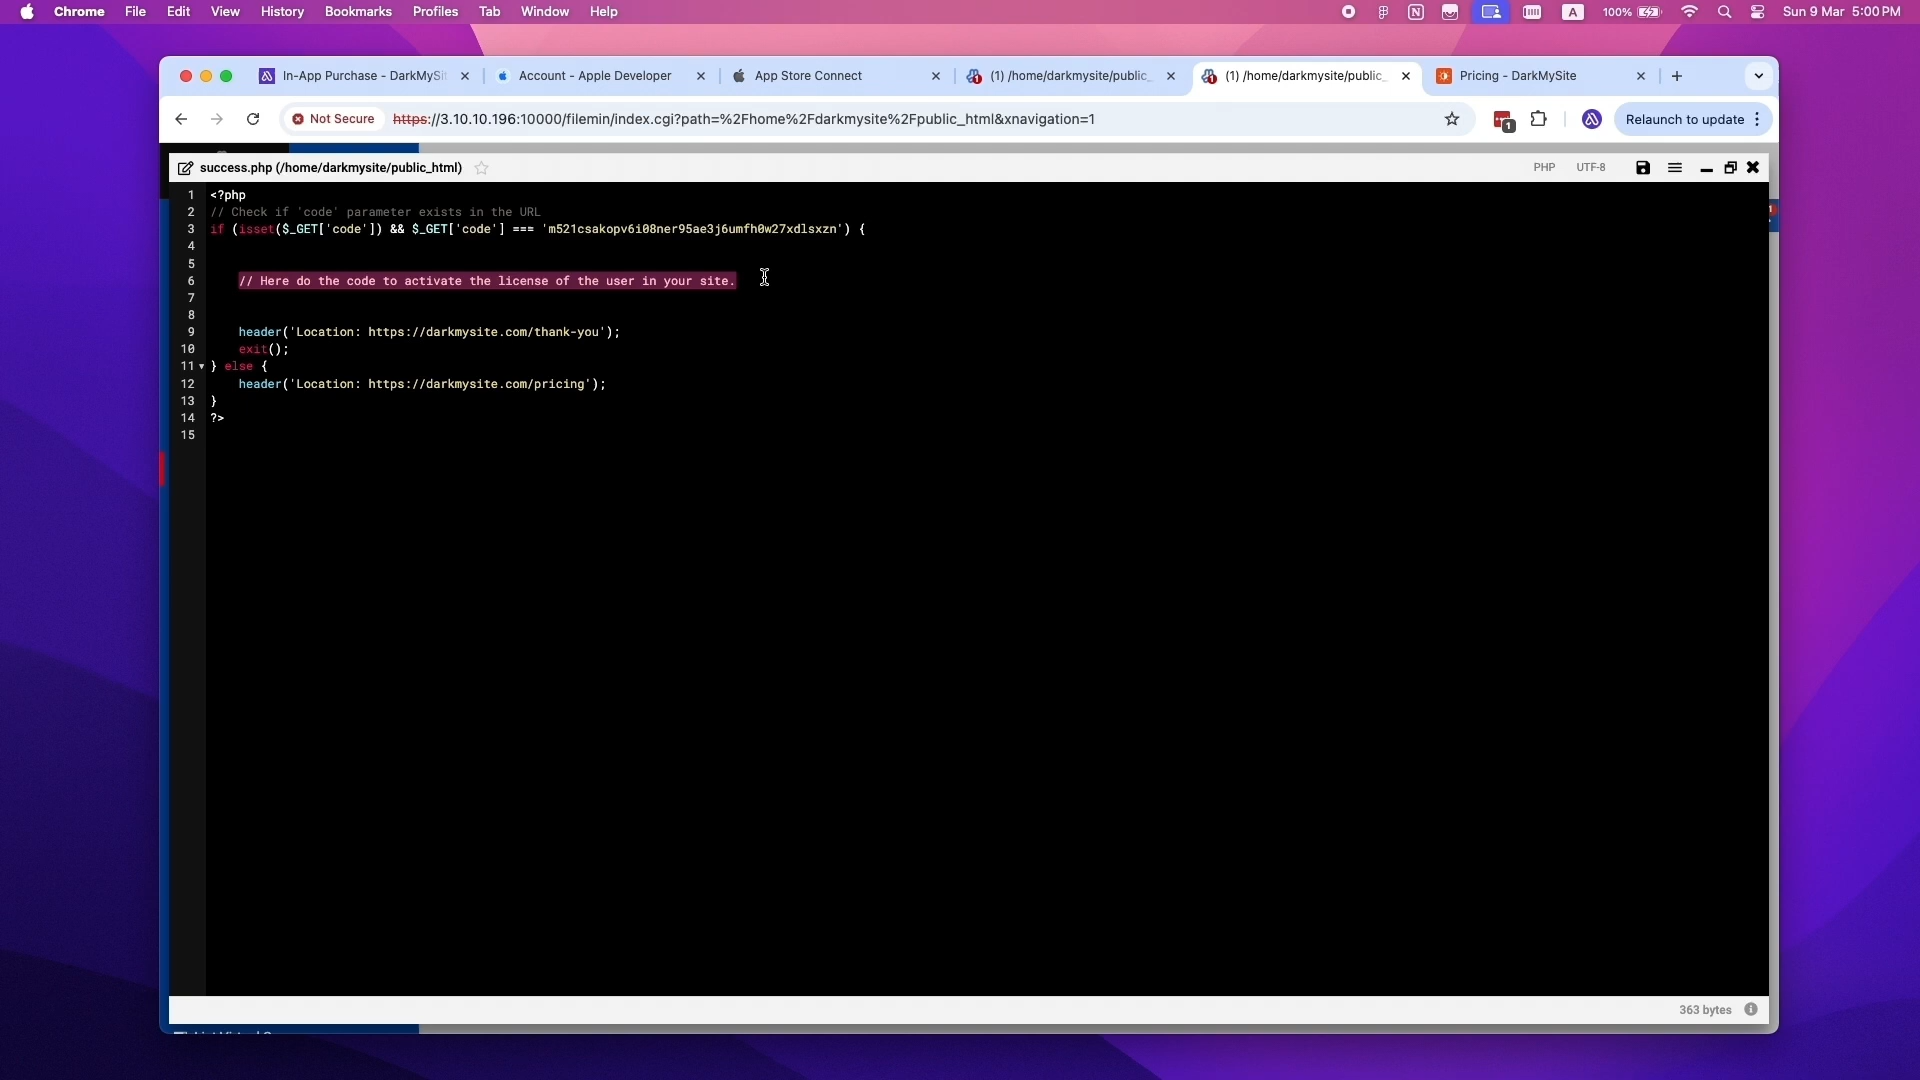 Chrome File Edit View History Bookmarks Profiles Tab Window Help A 100% Sun 9 Mar 5:00 PM
In-App Purchase - DarkMySit Account - Apple Developer App Store Connect (1) /home/darkmysite/public_ (1) /home/darkmysite/public_ Pricing - DarkMySite
Not Secure https://3.10.10.196:10000/filemin/index.cgi?path=%2Fhome%2Fdarkmysite%2Fpublic_html&xnavigation=1 1 Relaunch to update
success.php (/home/darkmysite/public_html) PHP UTF-8
1 <?php
2 // Check if 'code' parameter exists in the URL
3 if (isset($_GET['code']) && $_GET['code'] === 'm521csakopv6i08ner95ae3j6umfh0w27xdlsxzn') {
4
5
6 // Here do the code to activate the license of the user in your site.
7
8
9 header('Location: https://darkmysite.com/thank-you');
10 exit();
11 } else {
12 header('Location: https://darkmysite.com/pricing');
13 }
14 ?>
15
363 bytes